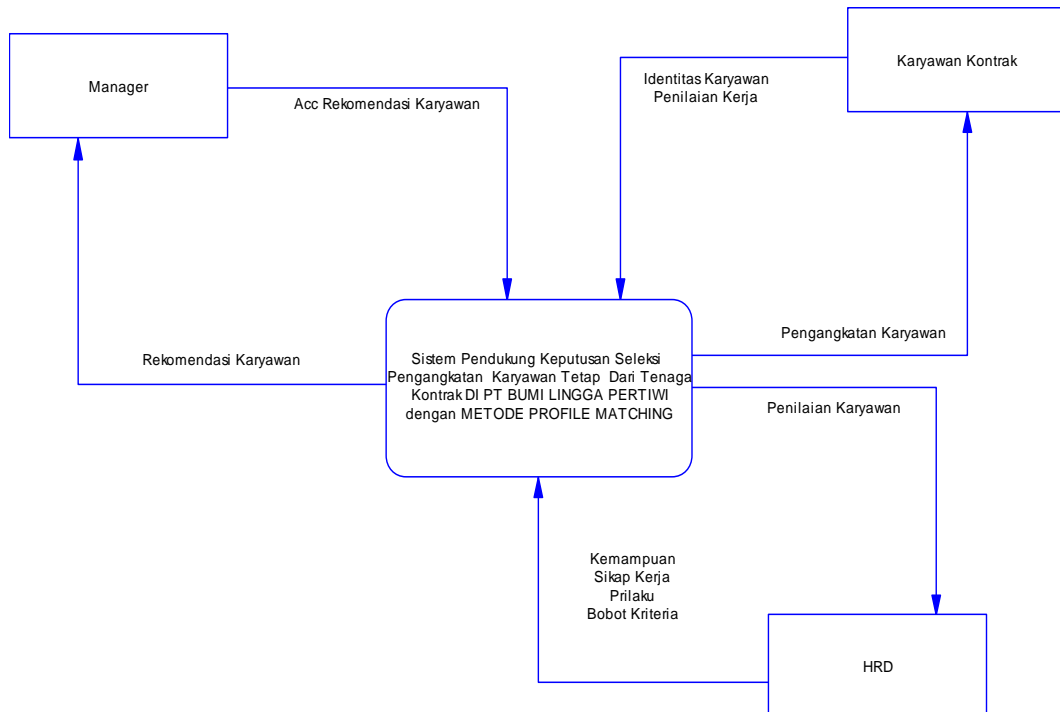 Manager
Acc Rekomendasi Karyawan
Identitas Karyawan
Penilaian Kerja
Karyawan Kontrak
Rekomendasi Karyawan
Sistem Pendukung Keputusan Seleksi
Pengangkatan Karyawan Tetap Dari Tenaga
Kontrak DI PT BUMI LINGGA PERTIWI
dengan METODE PROFILE MATCHING
Pengangkatan Karyawan
Penilaian Karyawan
Kemampuan
Sikap Kerja
Prilaku
Bobot Kriteria
HRD